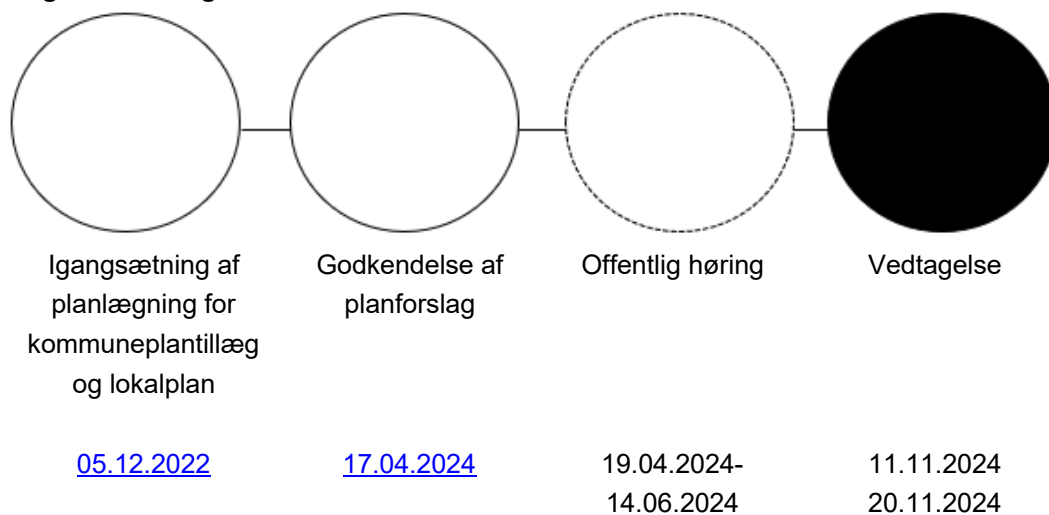 Igangsætning af
planlægning for
kommuneplantillæg
og lokalplan
05.12.2022
Godkendelse af
planforslag
17.04.2024
Offentlig høring
19.04.2024-
14.06.2024
Vedtagelse
11.11.2024
20.11.2024